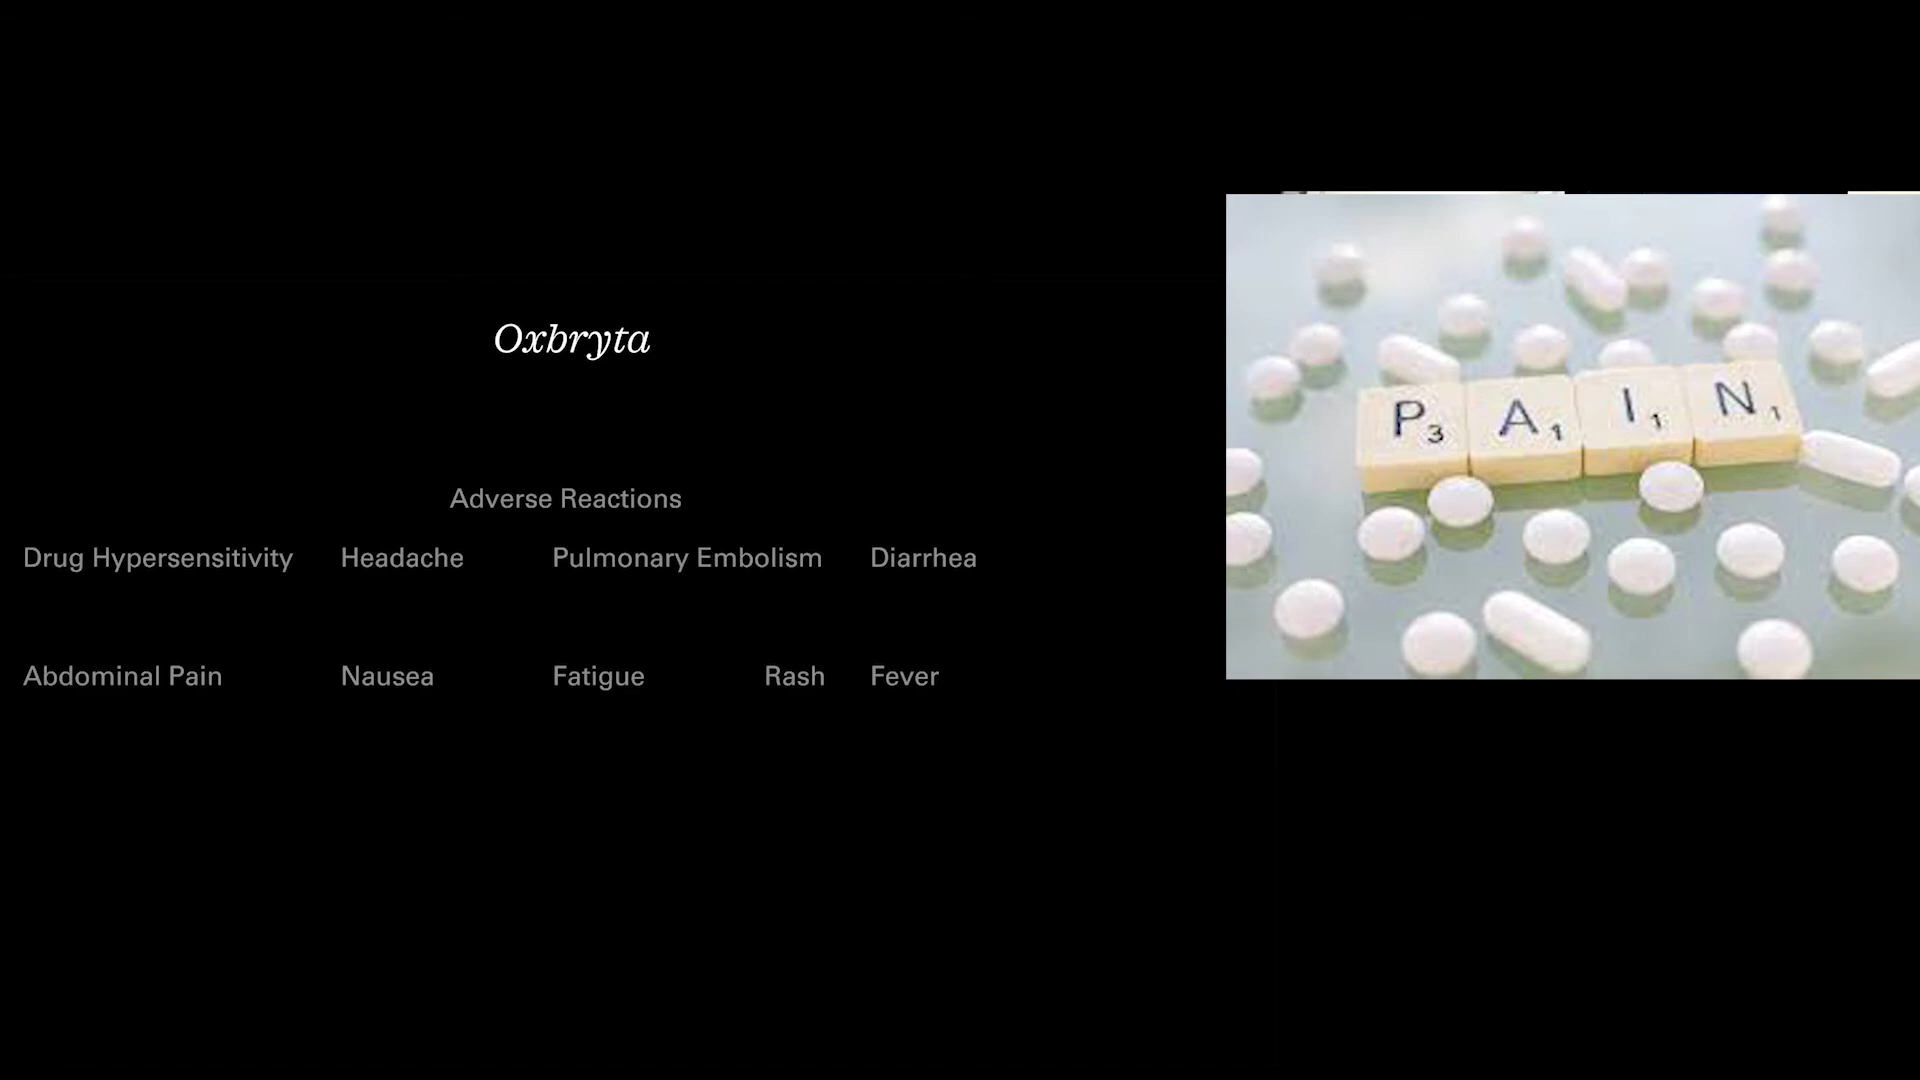 Oxbryta
Adverse Reactions
Drug Hypersensitivity Headache Pulmonary Embolism Diarrhea
Abdominal Pain Nausea Fatigue Rash Fever
P3 A1 I1 N1